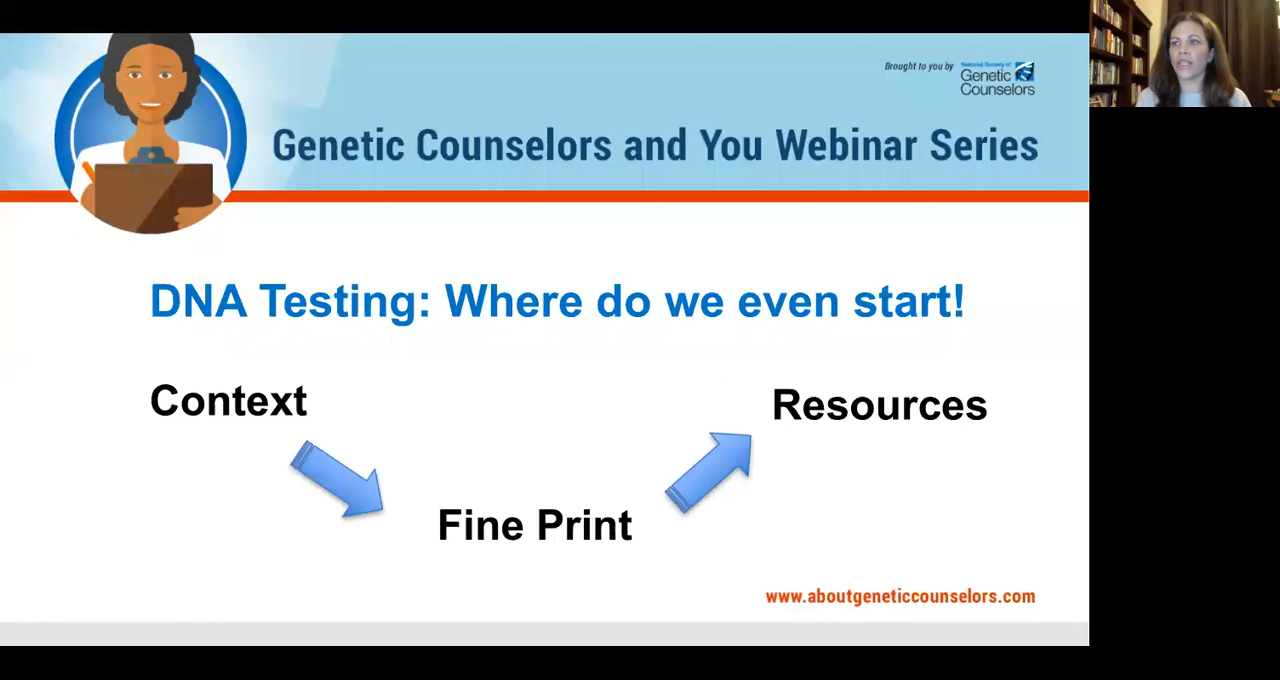 Brought to you by
National Society of
Genetic
Counselors
Genetic Counselors and You Webinar Series
DNA Testing: Where do we even start!
Context
Resources
Fine Print
www.aboutgeneticcounselors.com